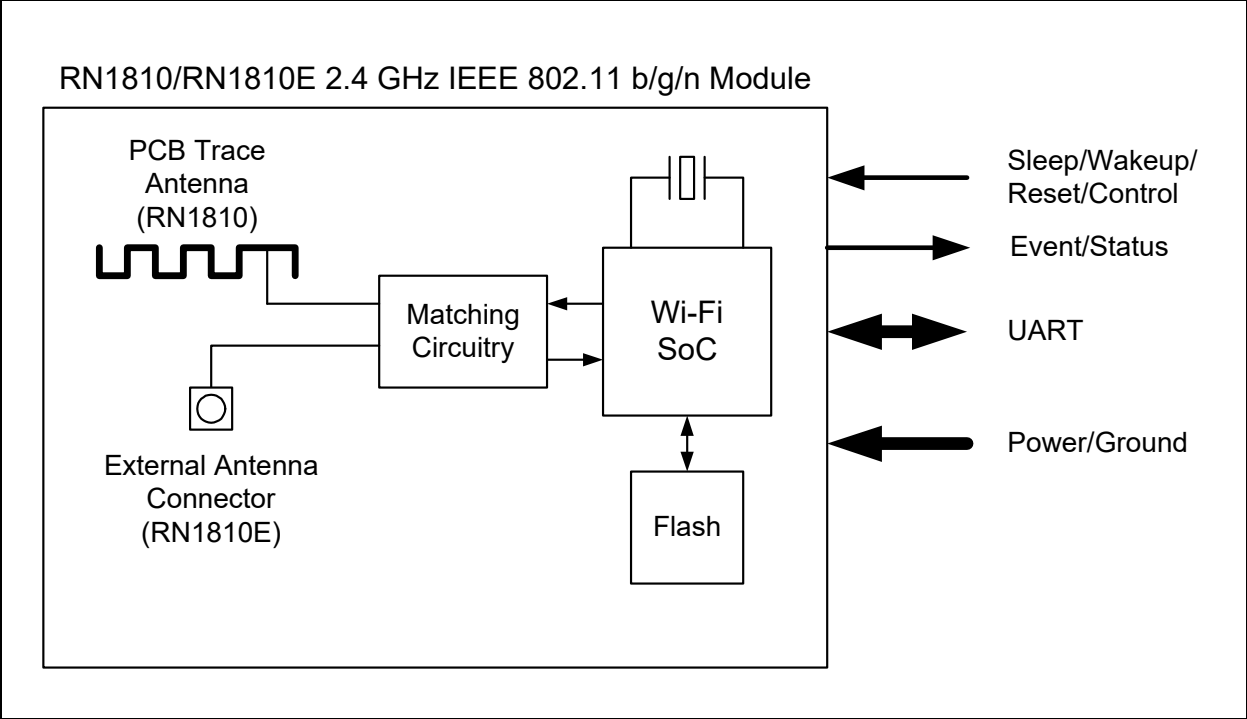 RN1810/RN1810E 2.4 GHz IEEE 802.11 b/g/n Module
PCB Trace
Antenna
(RN1810)
External Antenna
Connector
(RN1810E)
Matching
Circuitry
Wi-Fi
SoC
Flash
Sleep/Wakeup/
Reset/Control
Event/Status
UART
Power/Ground